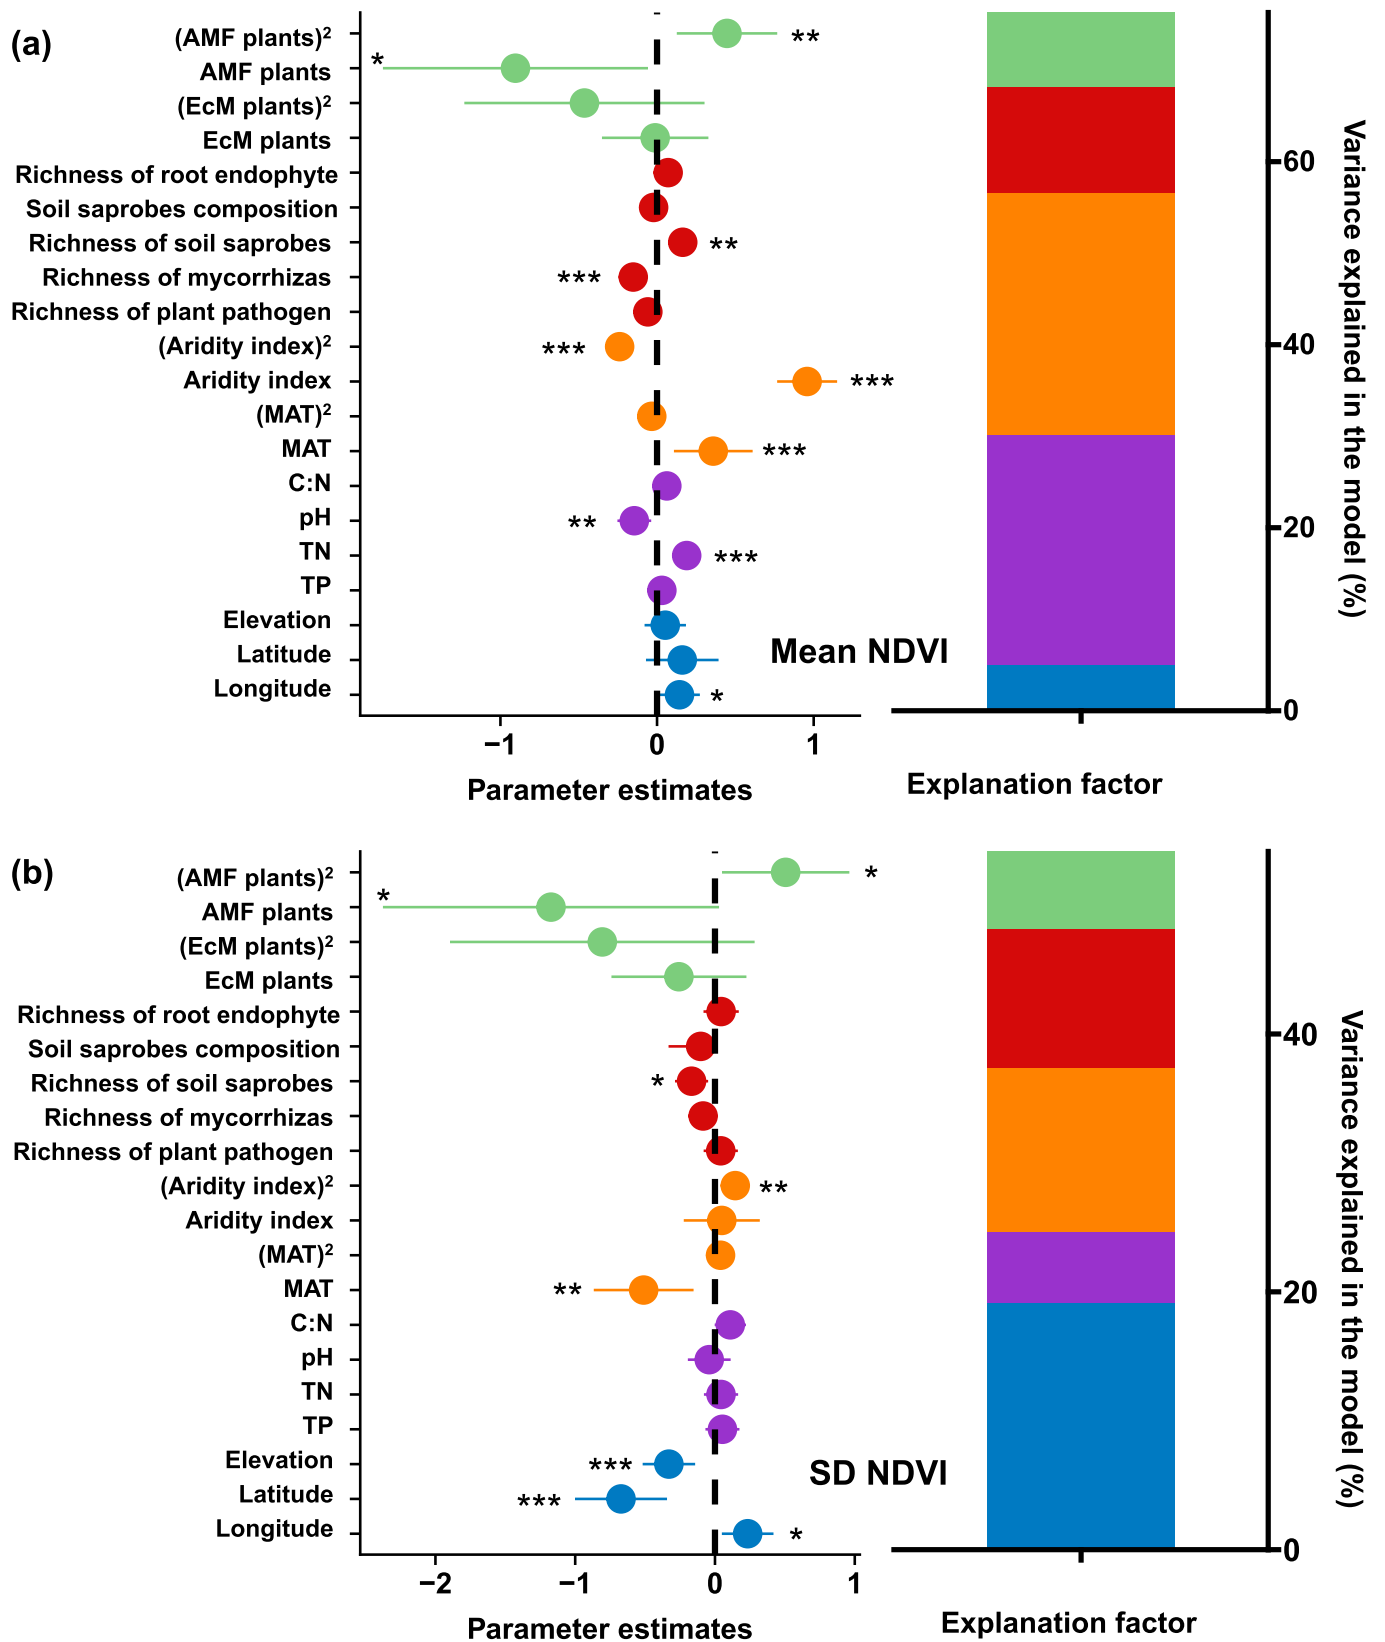 (a)
(AMF plants)²
**
AMF plants
*
(EcM plants)²
EcM plants
Richness of root endophyte
Soil saprobes composition
Richness of soil saprobes
**
Richness of mycorrhizas
***
Richness of plant pathogen
(Aridity index)²
***
Aridity index
***
(MAT)²
MAT
***
C:N
pH
**
TN
***
TP
Elevation
Latitude
Longitude
*
Mean NDVI
−1
0
1
Parameter estimates
60
40
20
0
Variance explained in the model (%)
Explanation factor
(b)
(AMF plants)²
*
AMF plants
*
(EcM plants)²
EcM plants
Richness of root endophyte
Soil saprobes composition
Richness of soil saprobes
*
Richness of mycorrhizas
Richness of plant pathogen
(Aridity index)²
**
Aridity index
(MAT)²
MAT
**
C:N
pH
TN
TP
Elevation
***
Latitude
***
Longitude
*
SD NDVI
−2
−1
0
1
Parameter estimates
40
20
0
Variance explained in the model (%)
Explanation factor